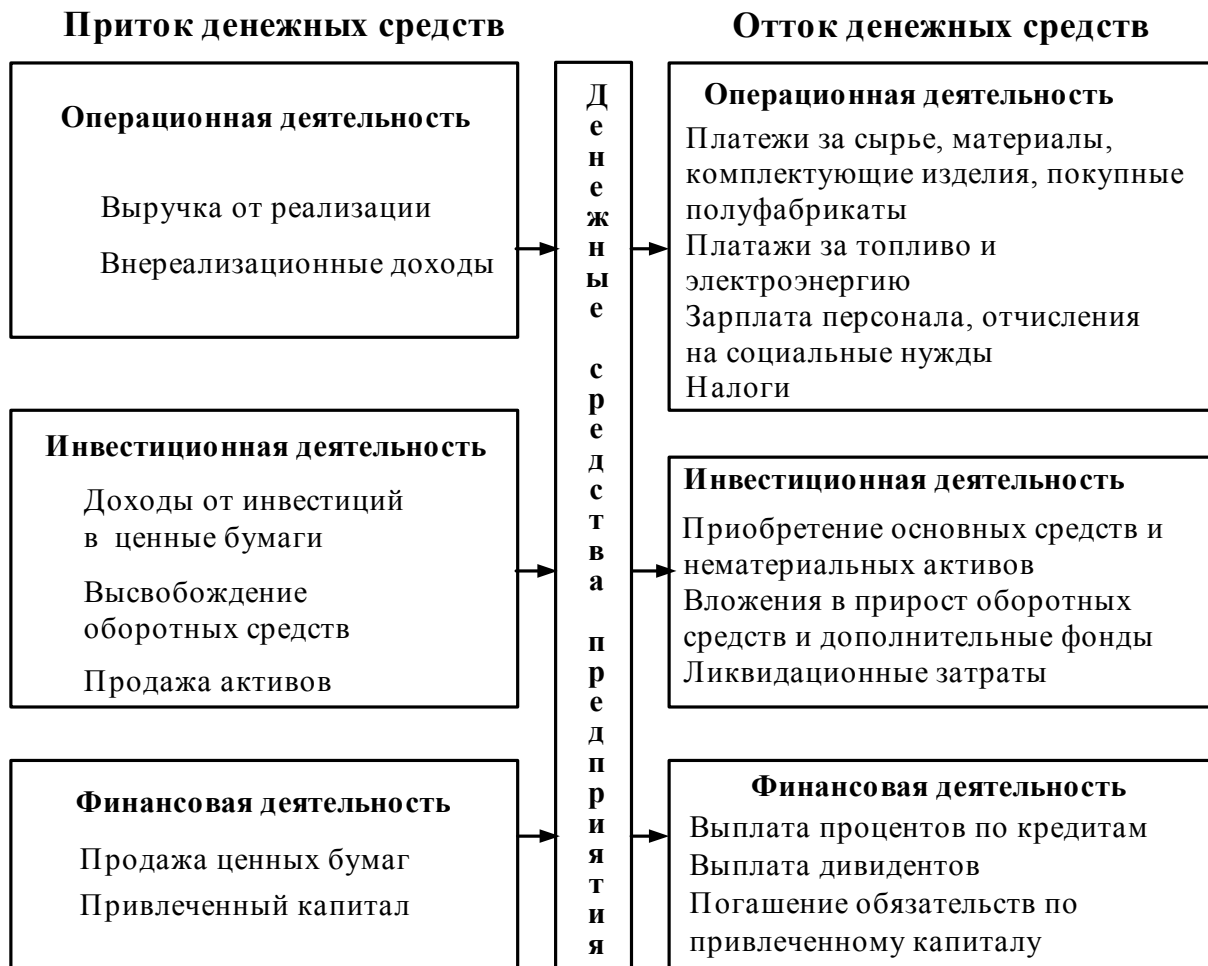 Приток денежных средств
Операционная деятельность
Выручка от реализации
Внереализационные доходы
Инвестиционная деятельность
Доходы от инвестиций
в ценные бумаги
Высвобождение
оборотных средств
Продажа активов
Финансовая деятельность
Продажа ценных бумаг
Привлеченный капитал
Денежные средства предприятия
Отток денежных средств
Операционная деятельность
Платежи за сырье, материалы,
комплектующие изделия, покупные
полуфабрикаты
Платажи за топливо и
электроэнергию
Зарплата персонала, отчисления
на социальные нужды
Налоги
Инвестиционная деятельность
Приобретение основных средств и
нематериальных активов
Вложения в прирост оборотных
средств и дополнительные фонды
Ликвидационные затраты
Финансовая деятельность
Выплата процентов по кредитам
Выплата дивидентов
Погашение обязательств по
привлеченному капиталу